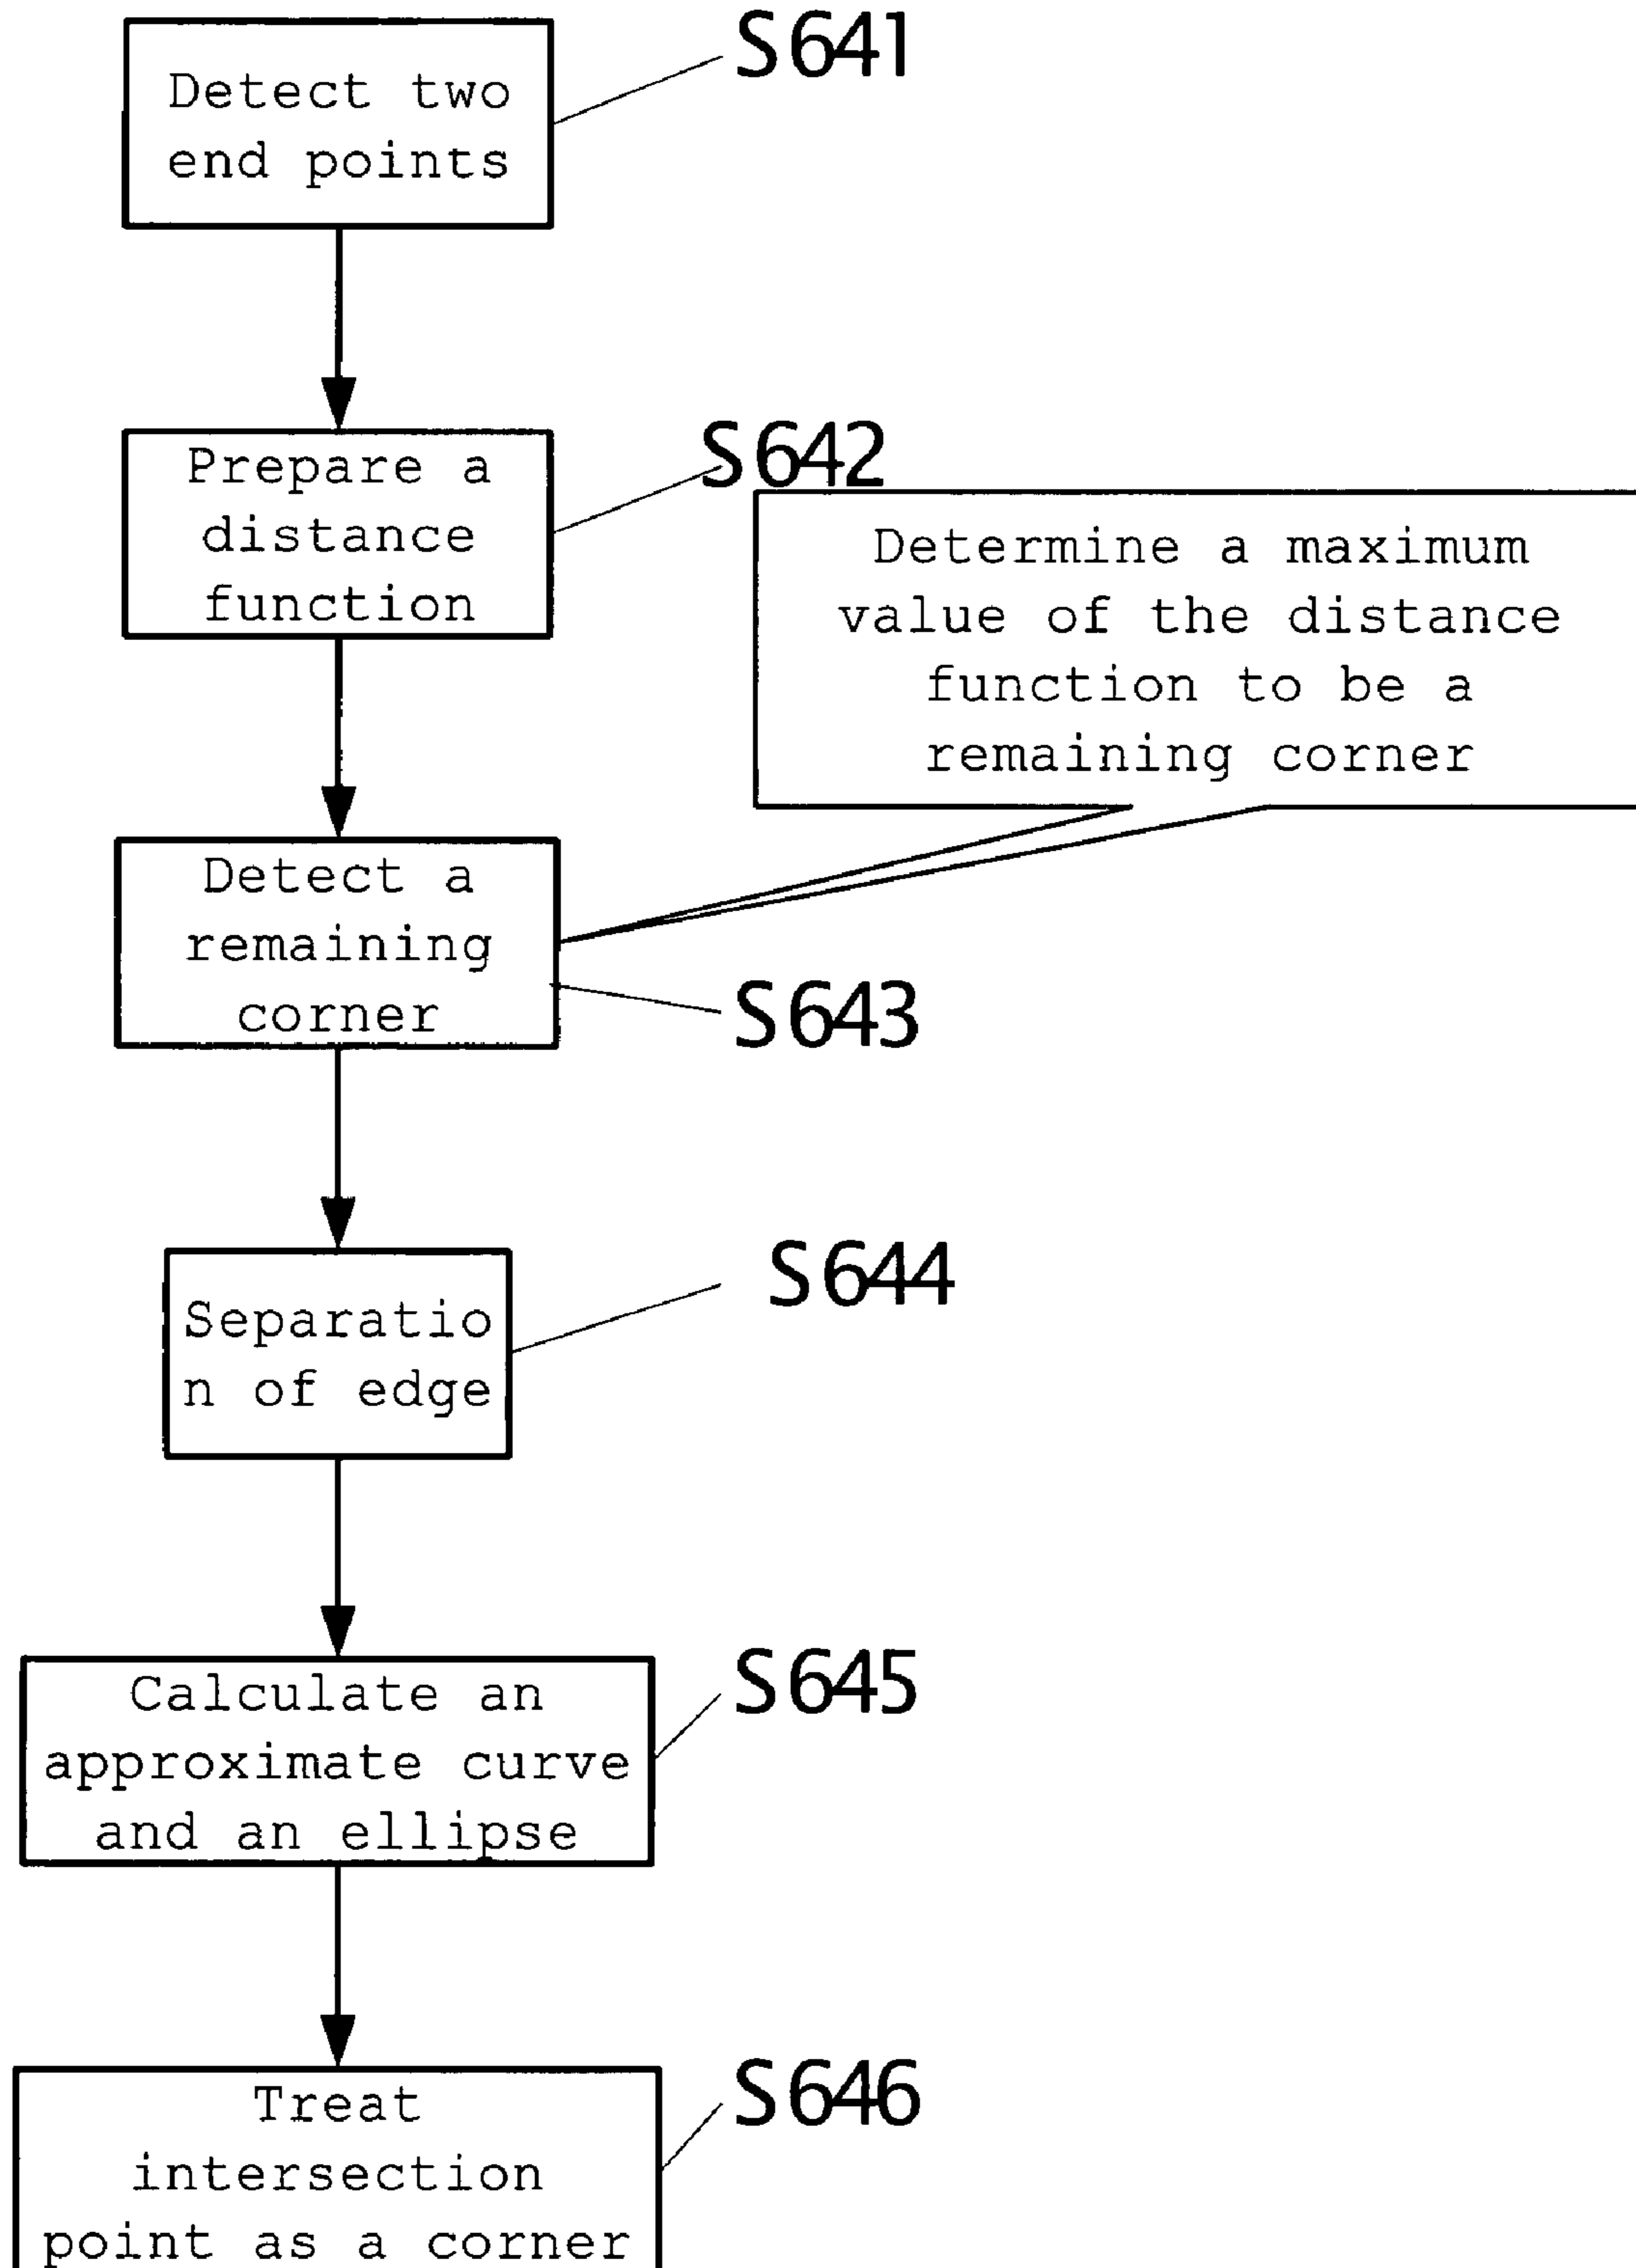 Detect two
end points
S641
Prepare a
distance
function
S642
Determine a maximum
value of the distance
function to be a
remaining corner
Detect a
remaining
corner
S643
Separatio
n of edge
S644
Calculate an
approximate curve
and an ellipse
S645
Treat
intersection
point as a corner
S646